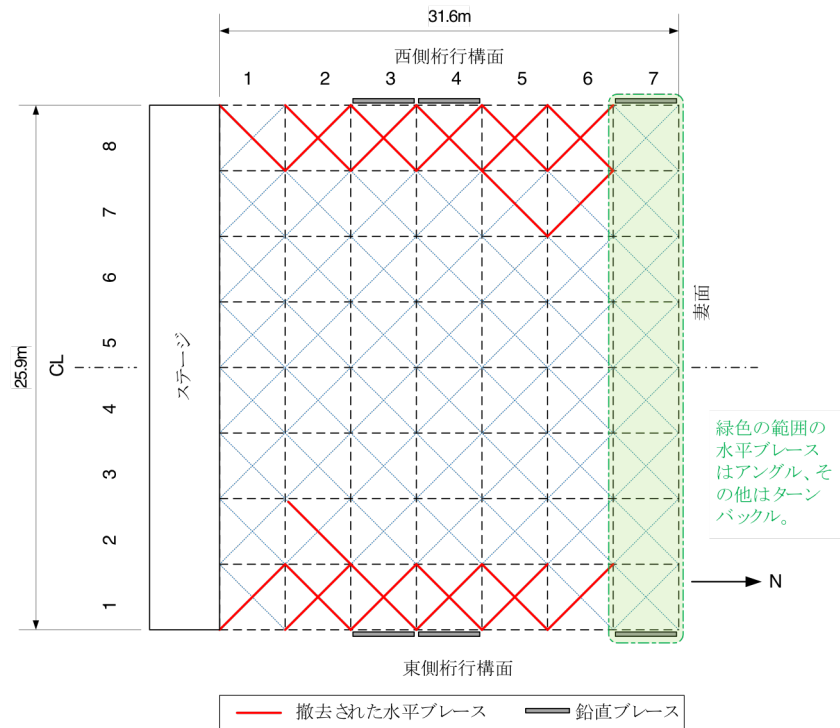 31.6m
西側桁行構面
1 2 3 4 5 6 7
8
7
6
5
4
3
2
1
25.9m
CL
ステージ
妻面
緑色の範囲の
水平ブレース
はアングル、そ
の他はターン
バックル。
N
東側桁行構面
撤去された水平ブレース
鉛直ブレース